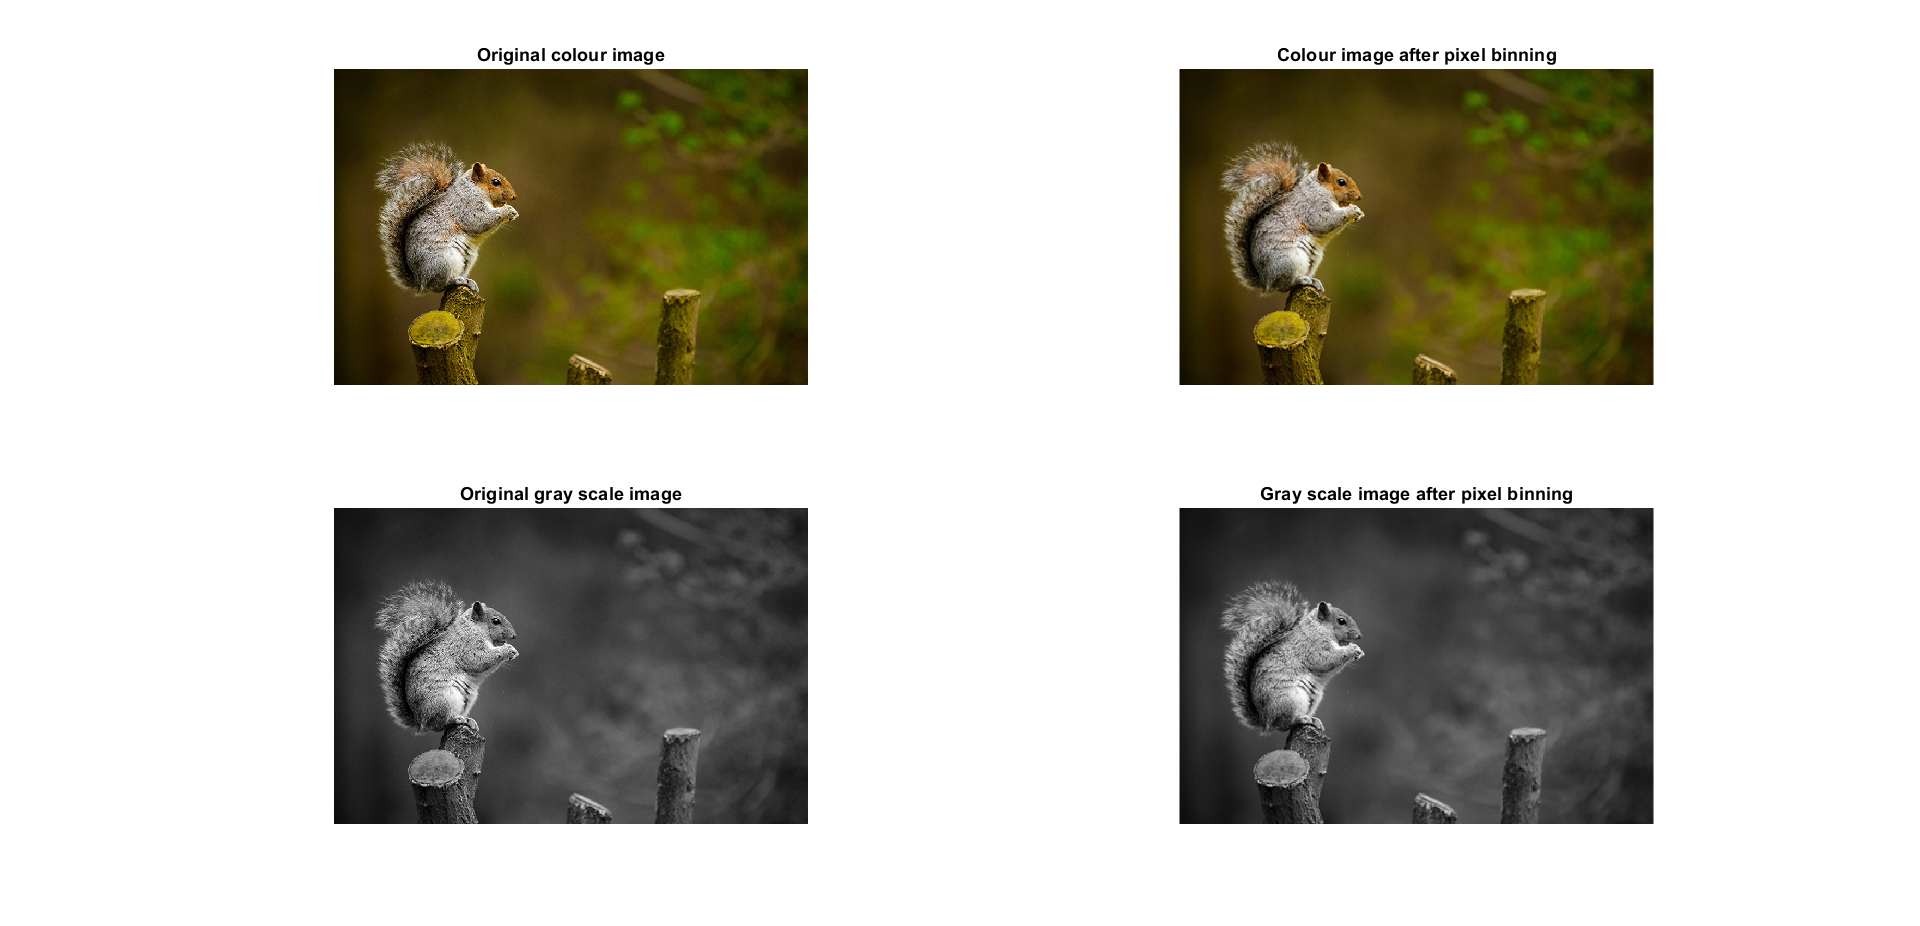 Original colour image
Colour image after pixel binning
Original gray scale image
Gray scale image after pixel binning